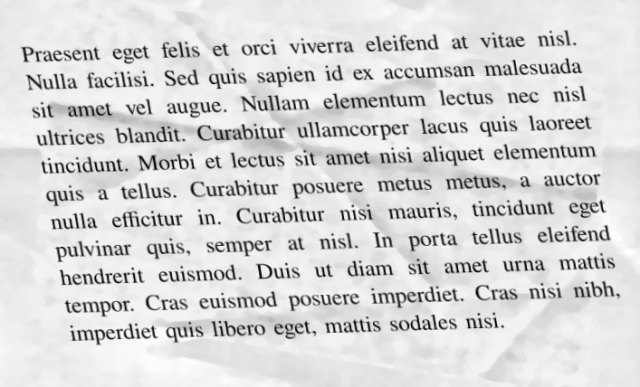 Praesent eget felis et orci viverra eleifend at vitae nisl.
Nulla facilisi. Sed quis sapien id ex accumsan malesuada
sit amet vel augue. Nullam elementum lectus nec nisl
ultrices blandit. Curabitur ullamcorper lacus quis laoreet
tincidunt. Morbi et lectus sit amet nisi aliquet elementum
quis a tellus. Curabitur posuere metus metus, a auctor
nulla efficitur in. Curabitur nisi mauris, tincidunt eget
pulvinar quis, semper at nisl. In porta tellus eleifend
hendrerit euismod. Duis ut diam sit amet urna mattis
tempor. Cras euismod posuere imperdiet. Cras nisi nibh,
imperdiet quis libero eget, mattis sodales nisi.